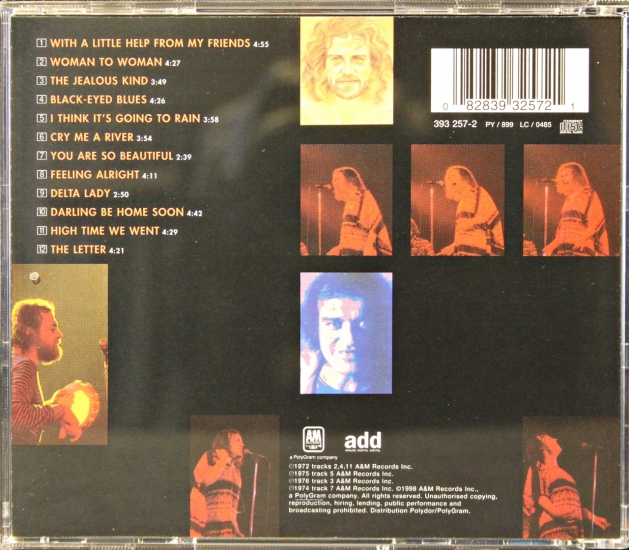 1 WITH A LITTLE HELP FROM MY FRIENDS 4:55
2 WOMAN TO WOMAN 4:27
3 THE JEALOUS KIND 3:49
4 BLACK-EYED BLUES 4:26
5 I THINK IT'S GOING TO RAIN 3:58
6 CRY ME A RIVER 3:54
7 YOU ARE SO BEAUTIFUL 2:39
8 FEELING ALRIGHT 4:11
9 DELTA LADY 2:50
10 DARLING BE HOME SOON 4:42
11 HIGH TIME WE WENT 4:29
12 THE LETTER 4:21
0 82839 32572 1
393 257-2 PY / 899 LC / 0485
A&M
add
a PolyGram company
℗1972 tracks 2,4,11 A&M Records Inc.
℗1975 track 5 A&M Records Inc.
℗1976 track 3 A&M Records Inc.
℗1974 track 7 A&M Records Inc. ©1998 A&M Records Inc.,
a PolyGram company. All rights reserved. Unauthorised copying,
reproduction, hiring, lending, public performance and
broadcasting prohibited. Distribution Polydor/PolyGram.